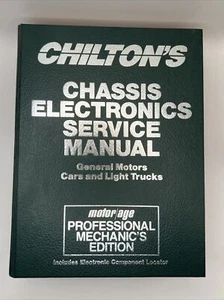 CHILTON'S
CHASSIS
ELECTRONICS
SERVICE
MANUAL
General Motors
Cars and Light Trucks
motor/age
PROFESSIONAL
MECHANIC'S
EDITION
Includes Electronic Component Locator